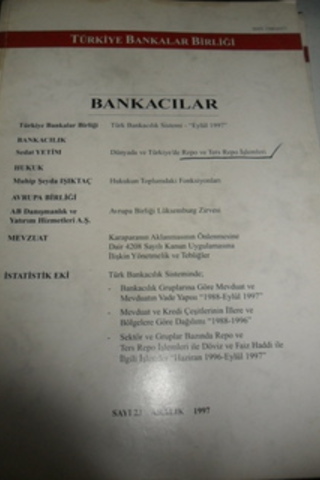 TÜRKİYE BANKALAR BİRLİĞİ
BANKACILAR
Türkiye Bankalar Birliği Türk Bankacılık Sistemi - "Eylül 1997"
BANKACILIK
Sedat YETİM Dünyada ve Türkiye'de Repo ve Ters Repo İşlemleri
HUKUK
Muhip Şeyda IŞIKTAÇ Hukukun Toplumdaki Fonksiyonları
AVRUPA BİRLİĞİ
AB Danışmanlık ve Avrupa Birliği Lüksemburg Zirvesi
Yatırım Hizmetleri A.Ş.
MEVZUAT Karaparanın Aklanmasının Önlenmesine
Dair 4208 Sayılı Kanun Uygulamasına
İlişkin Yönetmelik ve Tebliğler
İSTATİSTİK EKİ Türk Bankacılık Sisteminde;
- Bankacılık Gruplarına Göre Mevduat ve
Mevduatın Vade Yapısı "1988-Eylül 1997"
- Mevduat ve Kredi Çeşitlerinin İllere ve
Bölgelere Göre Dağılımı "1988-1996"
- Sektör ve Gruplar Bazında Repo ve
Ters Repo İşlemleri ile Döviz ve Faiz Haddi ile
İlgili İşlemler "Haziran 1996-Eylül 1997"
SAYI ARALIK 1997